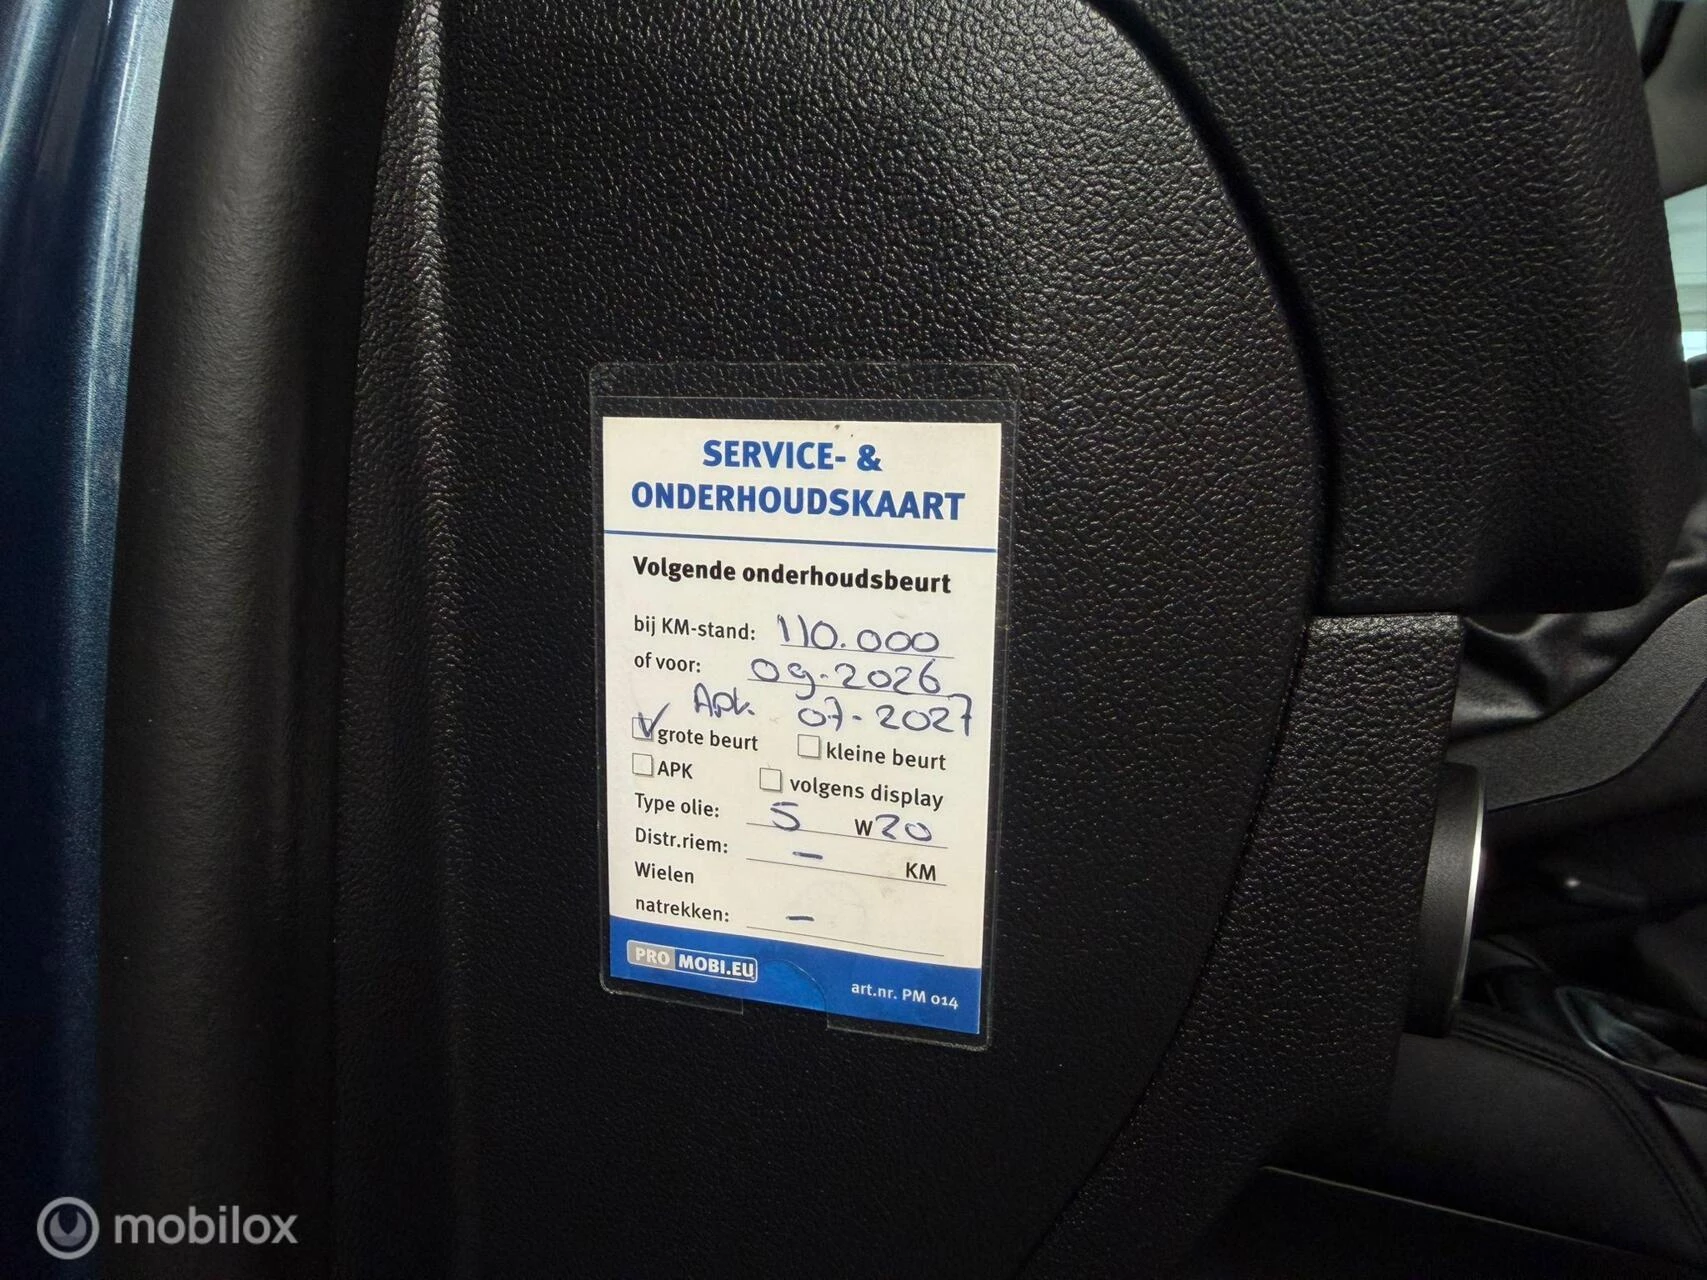 SERVICE- &
ONDERHOUDSKAART
Volgende onderhoudsbeurt
bij KM-stand: 110.000
of voor: 09-2026
Apk. 07-2027
grote beurt kleine beurt
APK volgens display
Type olie: 5 W20
Distr.riem: - KM
Wielen
natrekken: -
PRO MOBI.EU
art.nr. PM 014
mobilox